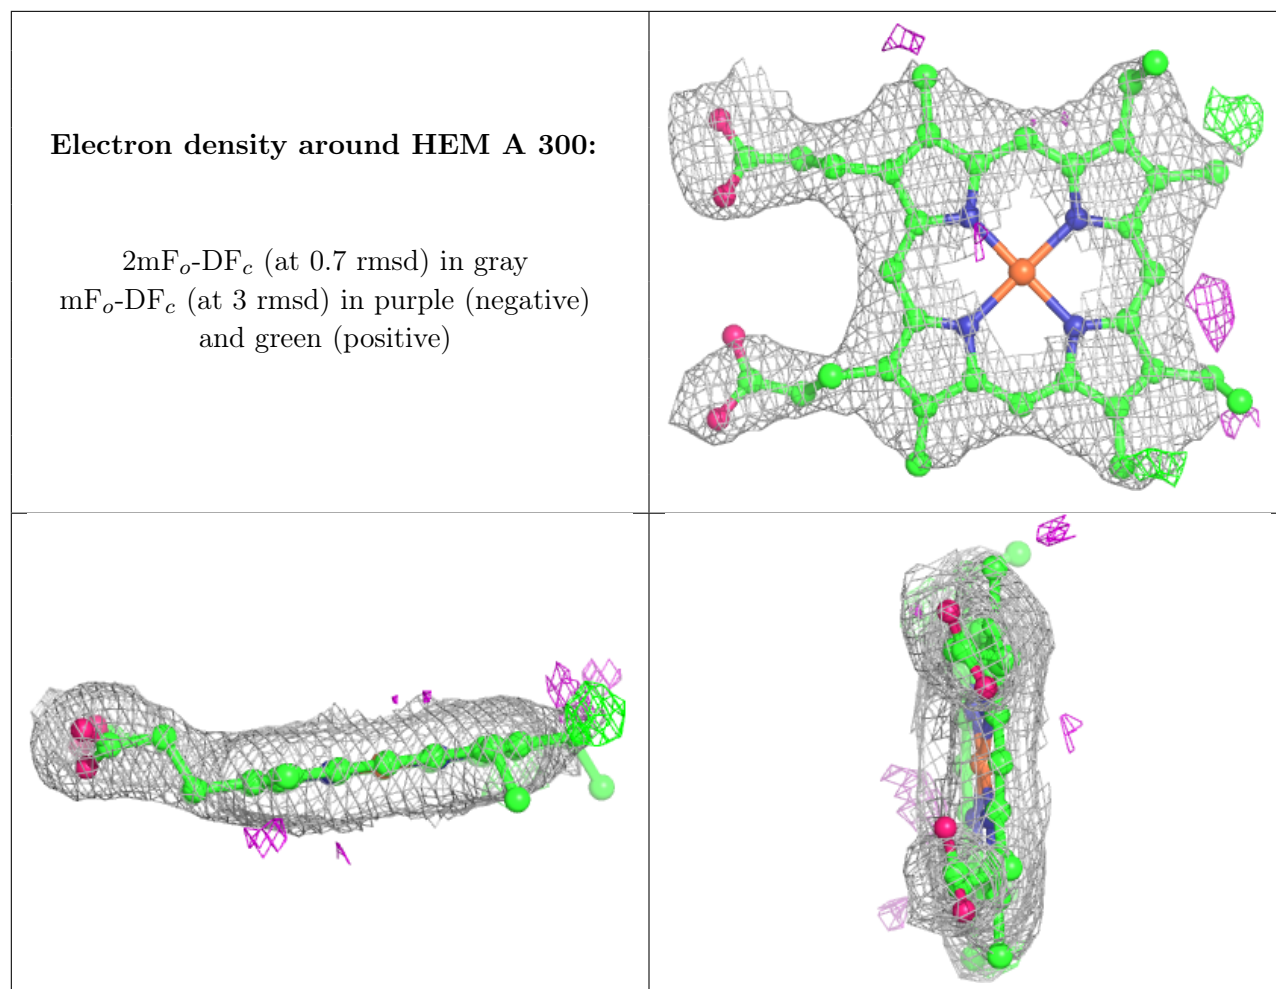 Electron density around HEM A 300:
2mFo-DFc (at 0.7 rmsd) in gray
mFo-DFc (at 3 rmsd) in purple (negative)
and green (positive)